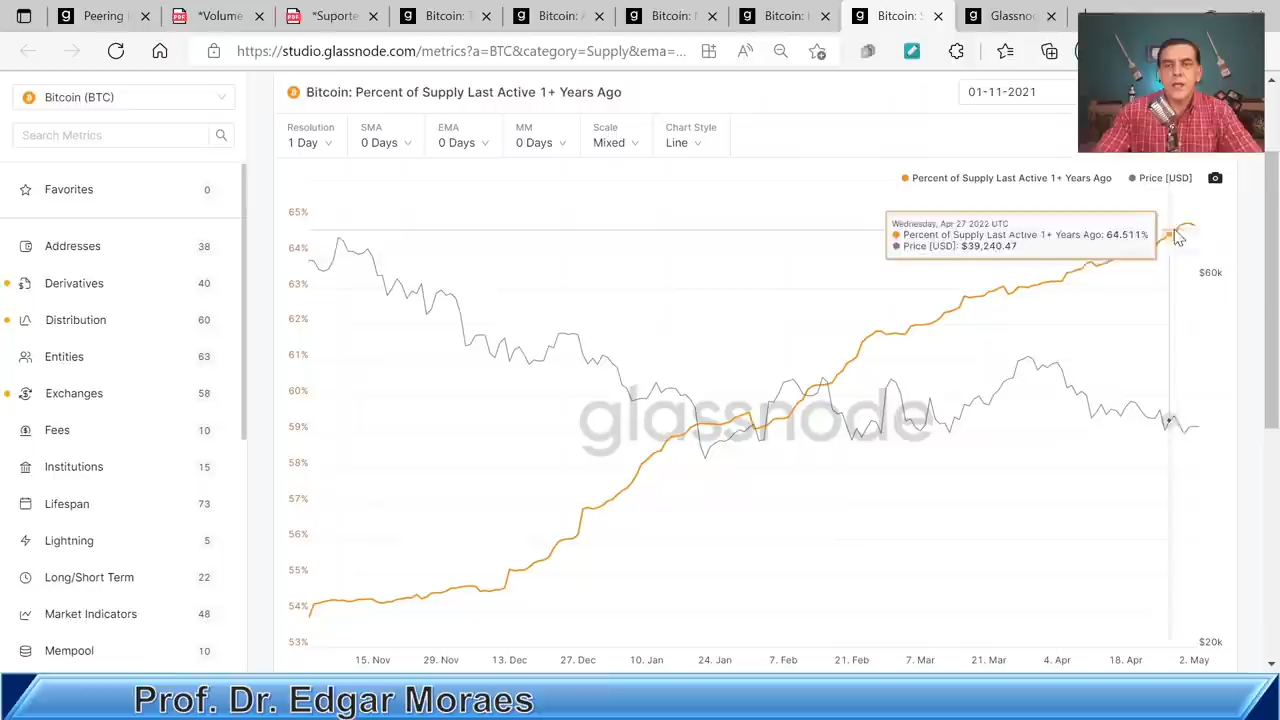 Peering
*Volume
*Suporte
Bitcoin: T
Bitcoin: A
Bitcoin:
Bitcoin:
Bitcoin: S
Glassno
https://studio.glassnode.com/metrics?a=BTC&category=Supply&ema=...
Bitcoin (BTC)
Search Metrics
Favorites 0
Addresses 38
Derivatives 40
Distribution 60
Entities 63
Exchanges 58
Fees 10
Institutions 15
Lifespan 73
Lightning 5
Long/Short Term 22
Market Indicators 48
Mempool 10
Bitcoin: Percent of Supply Last Active 1+ Years Ago
01-11-2021
Resolution SMA EMA MM Scale Chart Style
1 Day 0 Days 0 Days 0 Days Mixed Line
Percent of Supply Last Active 1+ Years Ago Price [USD]
65%
64%
63%
62%
61%
60%
59%
58%
57%
56%
55%
54%
53%
Wednesday, Apr 27 2022 UTC
Percent of Supply Last Active 1+ Years Ago: 64.511%
Price [USD]: $39,240.47
$60k
$20k
glassnode
15. Nov 29. Nov 13. Dec 27. Dec 10. Jan 24. Jan 7. Feb 21. Feb 7. Mar 21. Mar 4. Apr 18. Apr 2. May
Prof. Dr. Edgar Moraes